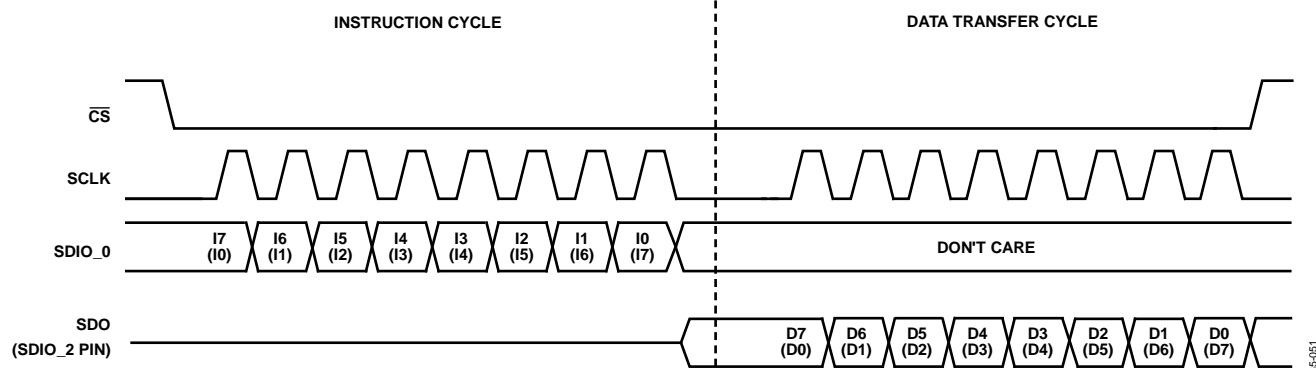 INSTRUCTION CYCLE
DATA TRANSFER CYCLE
CS
SCLK
SDIO_0
I7 I6 I5 I4 I3 I2 I1 I0
(I0) (I1) (I2) (I3) (I4) (I5) (I6) (I7)
DON'T CARE
SDO
(SDIO_2 PIN)
D7 D6 D5 D4 D3 D2 D1 D0
(D0) (D1) (D2) (D3) (D4) (D5) (D6) (D7)
5-051